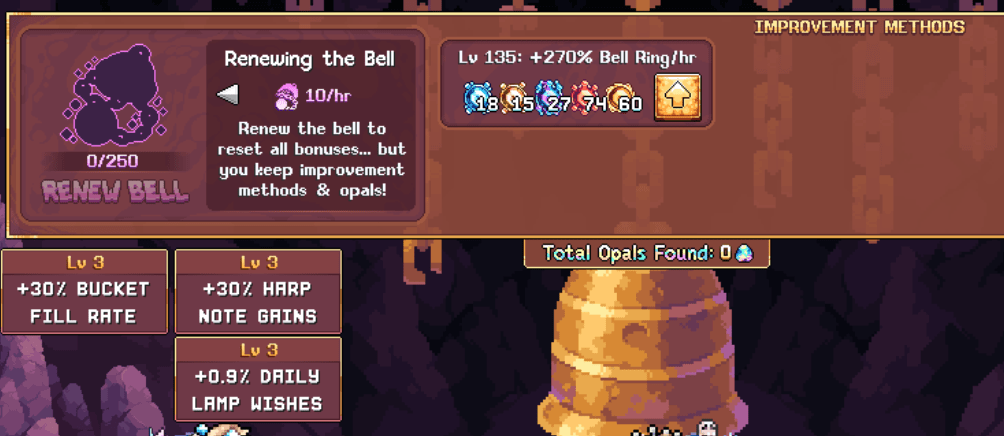 IMPROVEMENT METHODS
Renewing the Bell
10/hr
Renew the bell to
reset all bonuses... but
you keep improvement
methods & opals!
0/250
RENEW BELL
Lv 135: +270% Bell Ring/hr
18 15 27 74 60
Total Opals Found: 0
Lv 3
+30% BUCKET
FILL RATE
Lv 3
+30% HARP
NOTE GAINS
Lv 3
+0.9% DAILY
LAMP WISHES